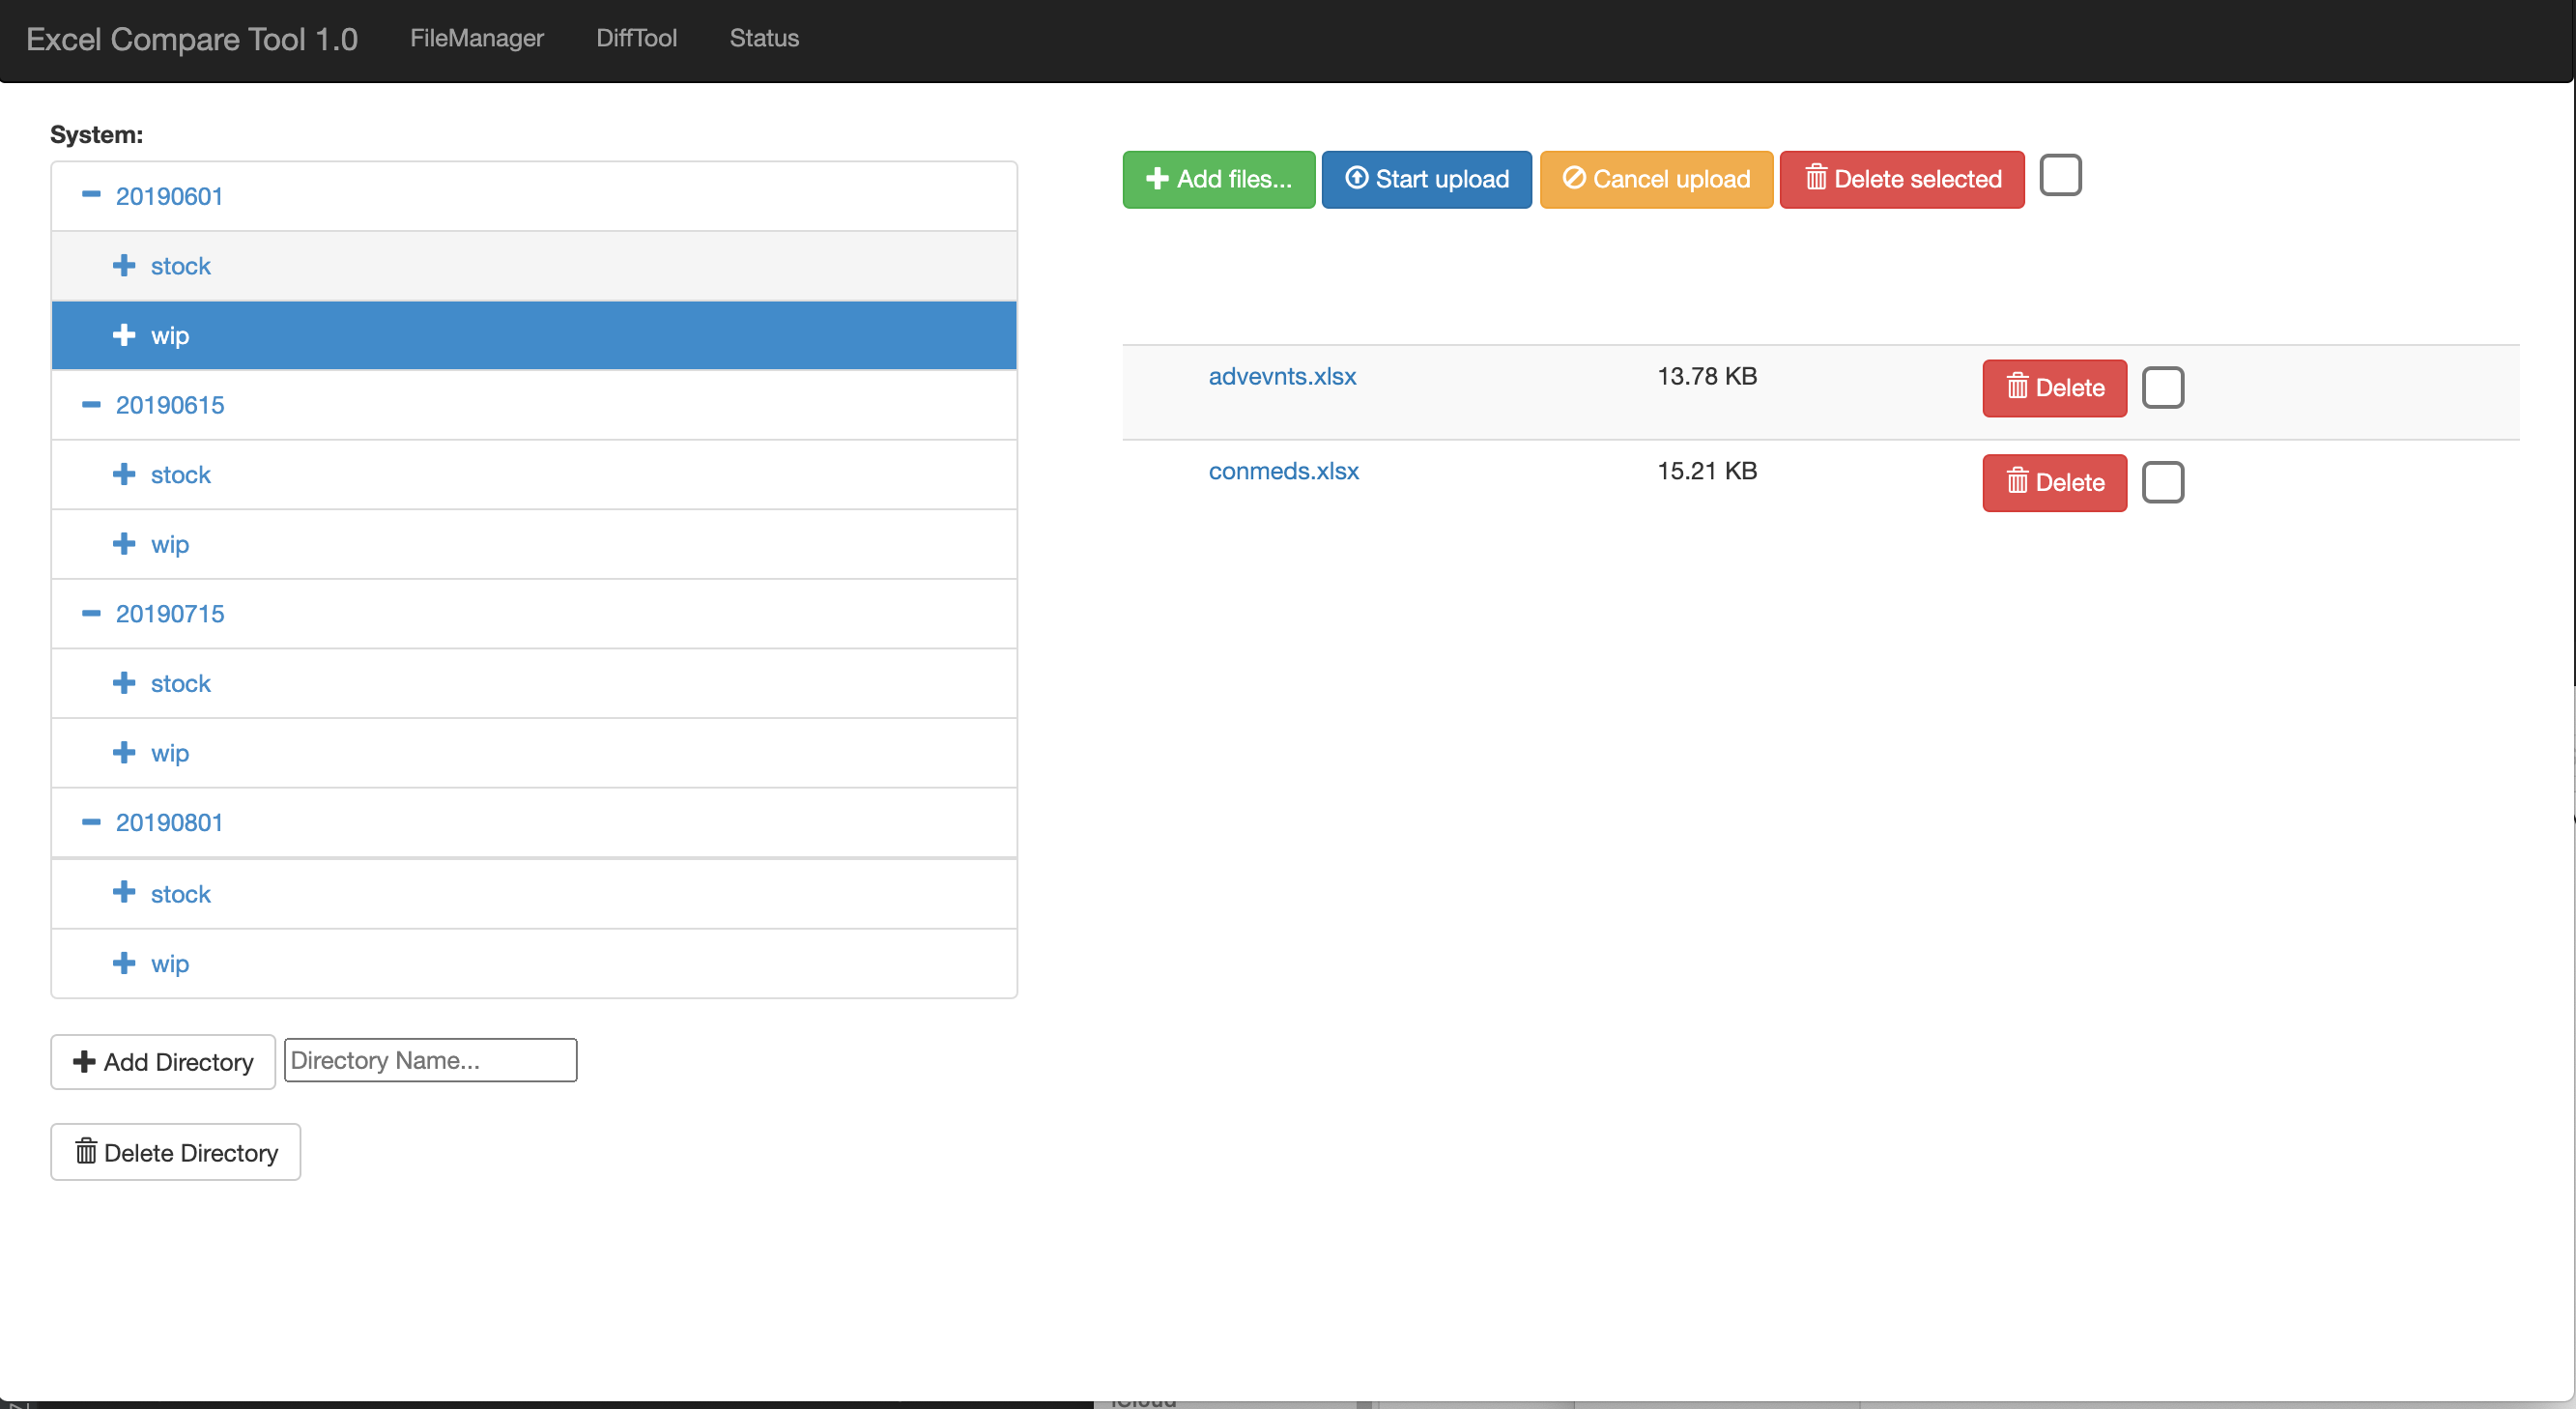 Excel Compare Tool 1.0 FileManager DiffTool Status
System:
20190601
stock
wip
20190615
stock
wip
20190715
stock
wip
20190801
stock
wip
Add Directory Directory Name...
Delete Directory
Add files... Start upload Cancel upload Delete selected
advevnts.xlsx 13.78 KB Delete
conmeds.xlsx 15.21 KB Delete